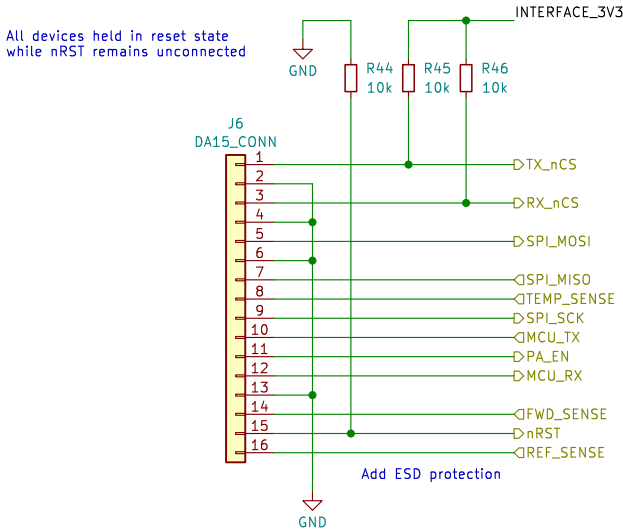 INTERFACE_3V3
All devices held in reset state
while nRST remains unconnected
GND
R44
10k
R45
10k
R46
10k
J6
DA15_CONN
1
TX_nCS
2
3
RX_nCS
4
5
SPI_MOSI
6
7
SPI_MISO
8
TEMP_SENSE
9
SPI_SCK
10
MCU_TX
11
PA_EN
12
MCU_RX
13
14
FWD_SENSE
15
nRST
16
REF_SENSE
Add ESD protection
GND